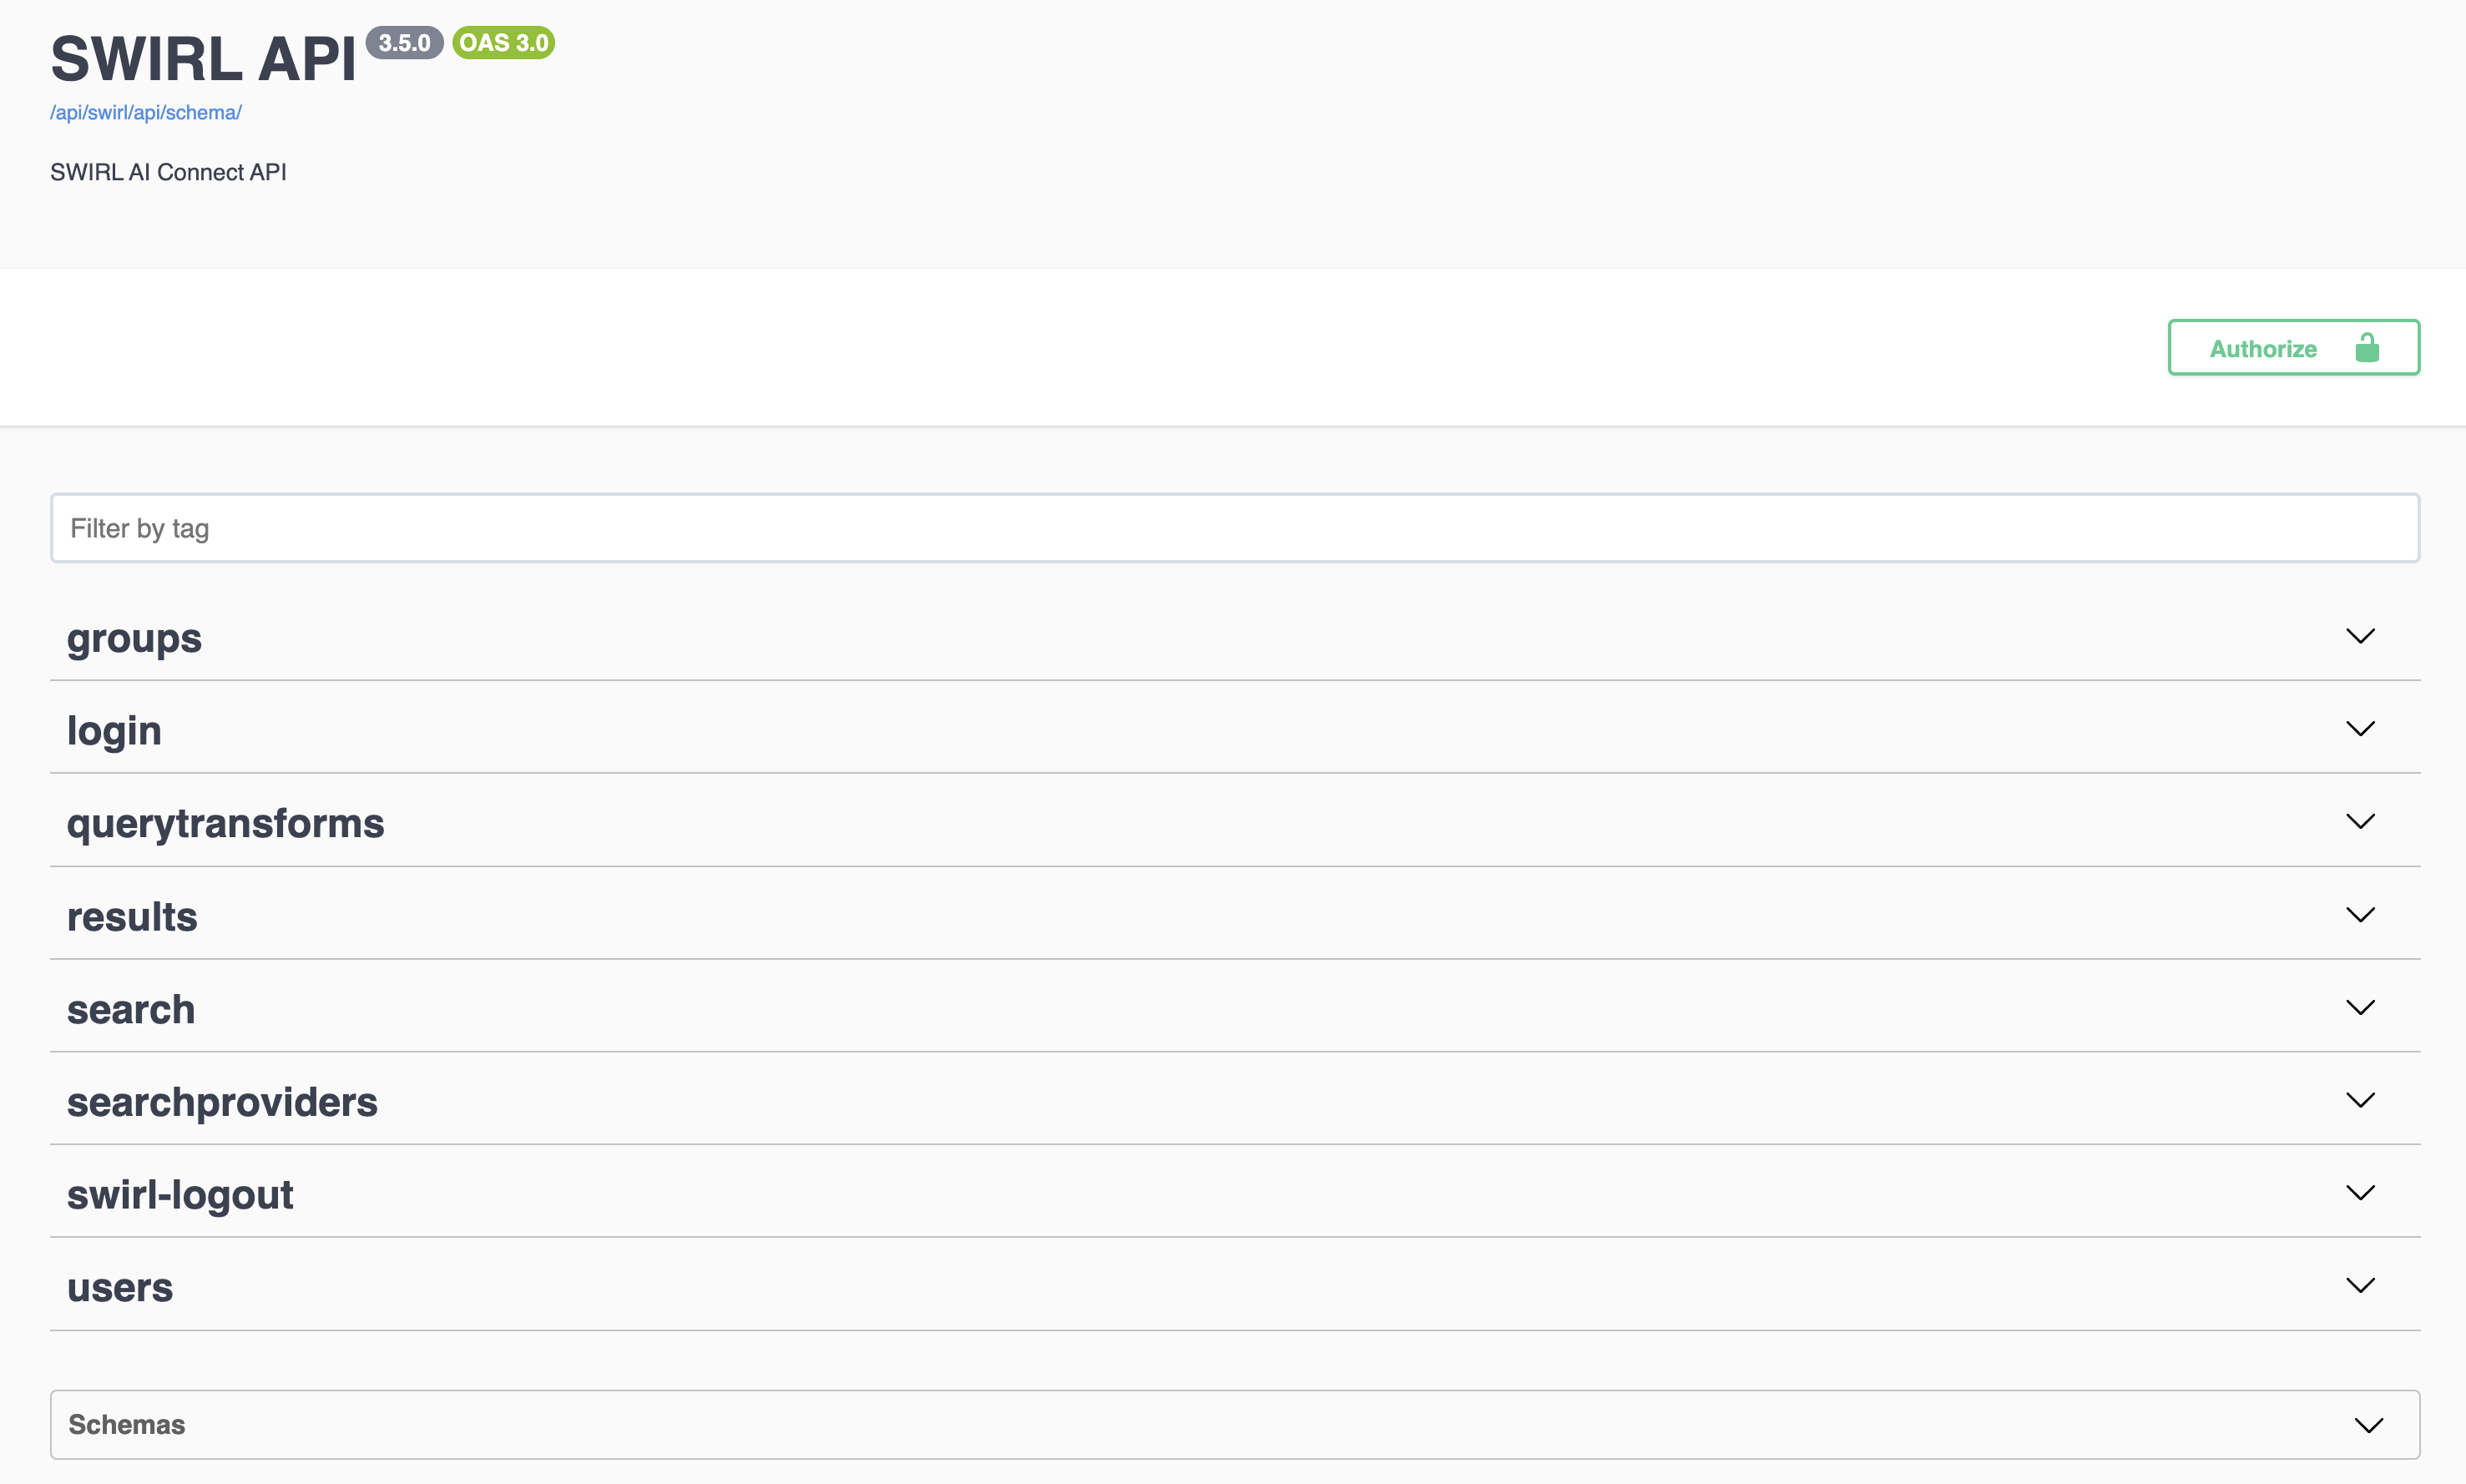 SWIRL API 3.5.0 OAS 3.0
/api/swirl/api/schema/
SWIRL AI Connect API
Authorize
Filter by tag
groups
login
querytransforms
results
search
searchproviders
swirl-logout
users
Schemas